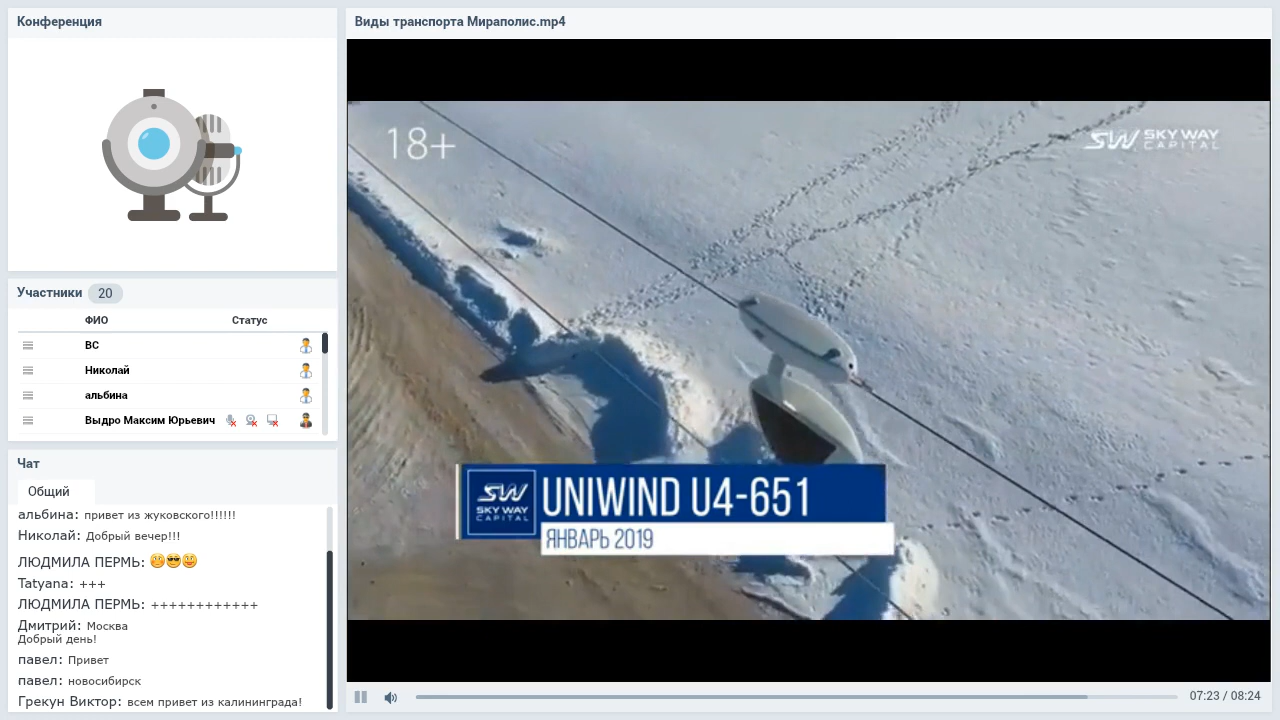 Конференция
Участники 20
ФИО Статус
ВС
Николай
альбина
Выдро Максим Юрьевич
Чат
Общий
альбина: привет из жуковского!!!!!!
Николай: Добрый вечер!!!
ЛЮДМИЛА ПЕРМЬ:
Tatyana: +++
ЛЮДМИЛА ПЕРМЬ: ++++++++++++
Дмитрий: Москва
Добрый день!
павел: Привет
павел: новосибирск
Грекун Виктор: всем привет из калининграда!
Виды транспорта Мираполис.mp4
18+
SW SKY WAY
CAPITAL
SW
SKY WAY
CAPITAL
UNIWIND U4-651
ЯНВАРЬ 2019
07:23 / 08:24